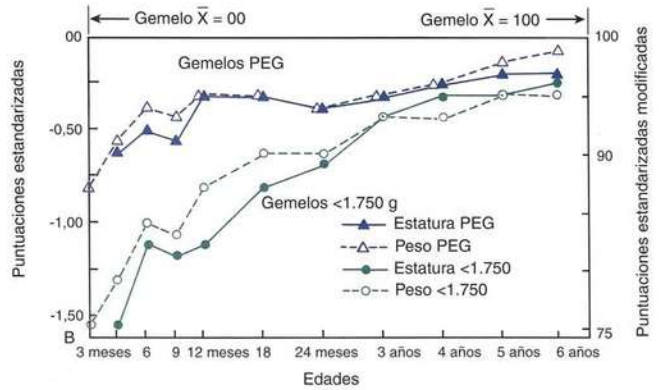 Gemelo X̅ = 00
Gemelo X̅ = 100
00
100
Gemelos PEG
-0,50
90
Gemelos <1.750 g
-1,00
Estatura PEG
Peso PEG
Estatura <1.750
Peso <1.750
-1,50
B
75
3 meses 6 9 12 meses 18 24 meses 3 años 4 años 5 años 6 años
Edades
Puntuaciones estandarizadas
Puntuaciones estandarizadas modificadas